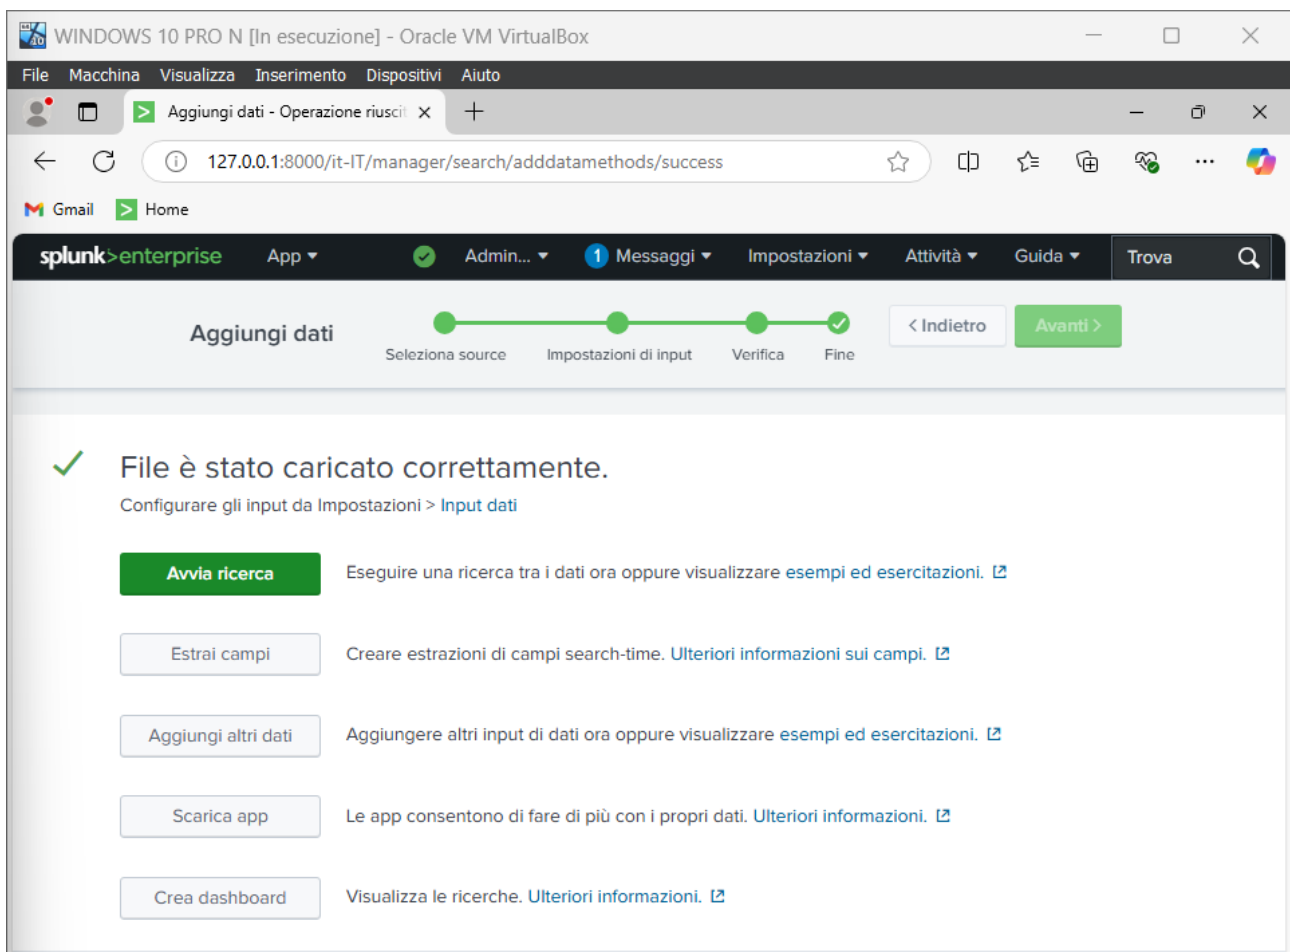 WINDOWS 10 PRO N [In esecuzione] - Oracle VM VirtualBox
File Macchina Visualizza Inserimento Dispositivi Aiuto
Aggiungi dati - Operazione riuscit
127.0.0.1:8000/it-IT/manager/search/adddatamethods/success
Gmail Home
splunk>enterprise App Admin... 1 Messaggi Impostazioni Attività Guida Trova
Aggiungi dati
Seleziona source Impostazioni di input Verifica Fine
< Indietro Avanti >
File è stato caricato correttamente.
Configurare gli input da Impostazioni > Input dati
Avvia ricerca Eseguire una ricerca tra i dati ora oppure visualizzare esempi ed esercitazioni.
Estrai campi Creare estrazioni di campi search-time. Ulteriori informazioni sui campi.
Aggiungi altri dati Aggiungere altri input di dati ora oppure visualizzare esempi ed esercitazioni.
Scarica app Le app consentono di fare di più con i propri dati. Ulteriori informazioni.
Crea dashboard Visualizza le ricerche. Ulteriori informazioni.